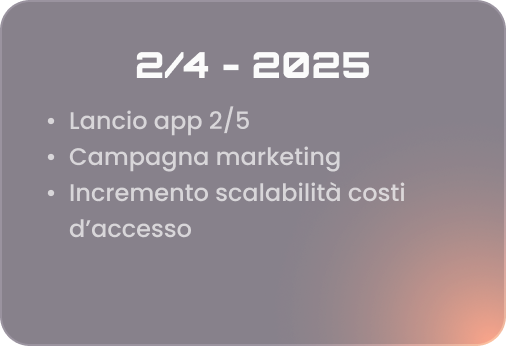 2/4 - 2025
• Lancio app 2/5
• Campagna marketing
• Incremento scalabilità costi
d’accesso